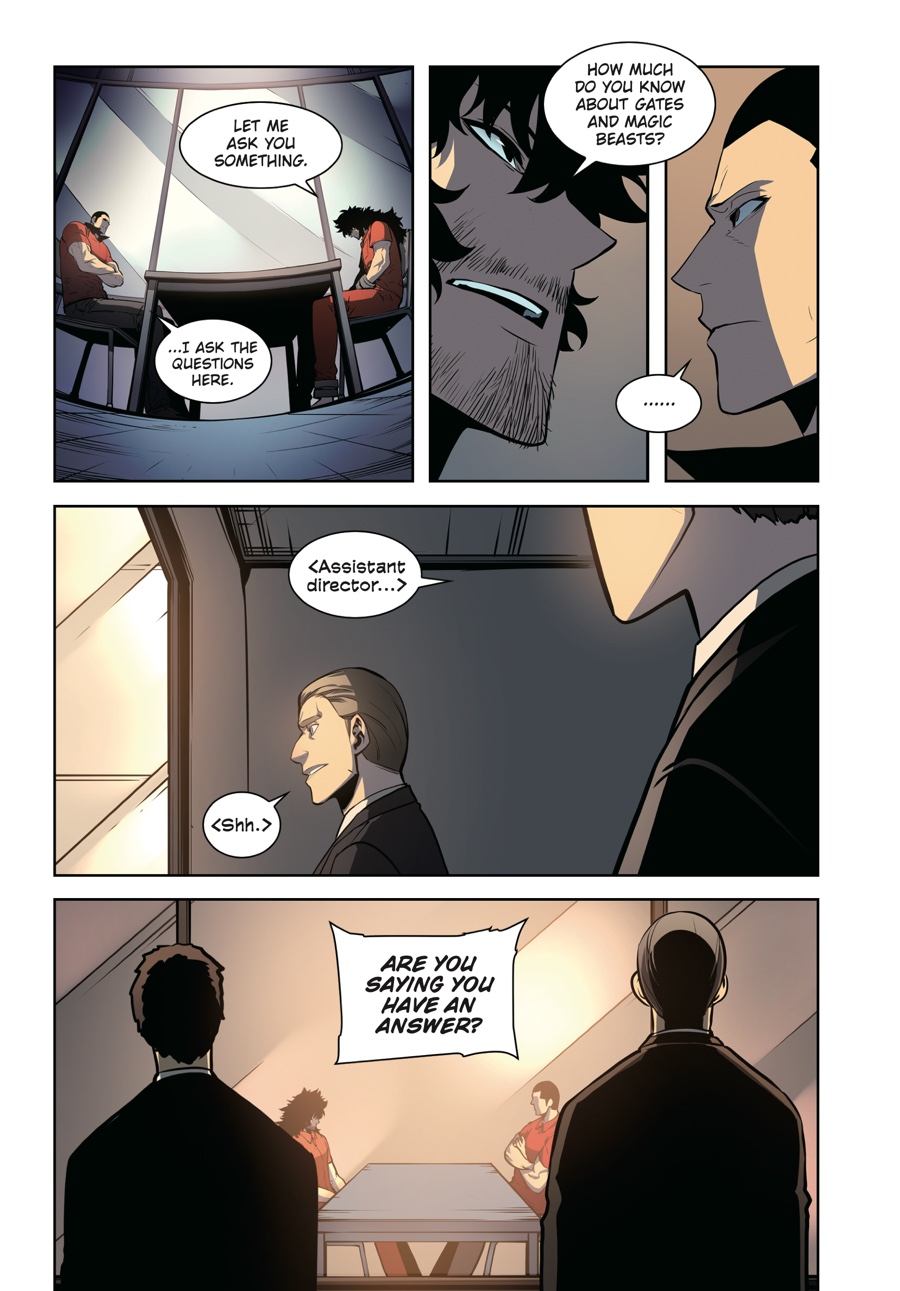 LET ME
ASK YOU
SOMETHING.
...I ASK THE
QUESTIONS
HERE.
HOW MUCH
DO YOU KNOW
ABOUT GATES
AND MAGIC
BEASTS?
......
<Assistant
director...>
<Shh.>
ARE YOU
SAYING YOU
HAVE AN
ANSWER?